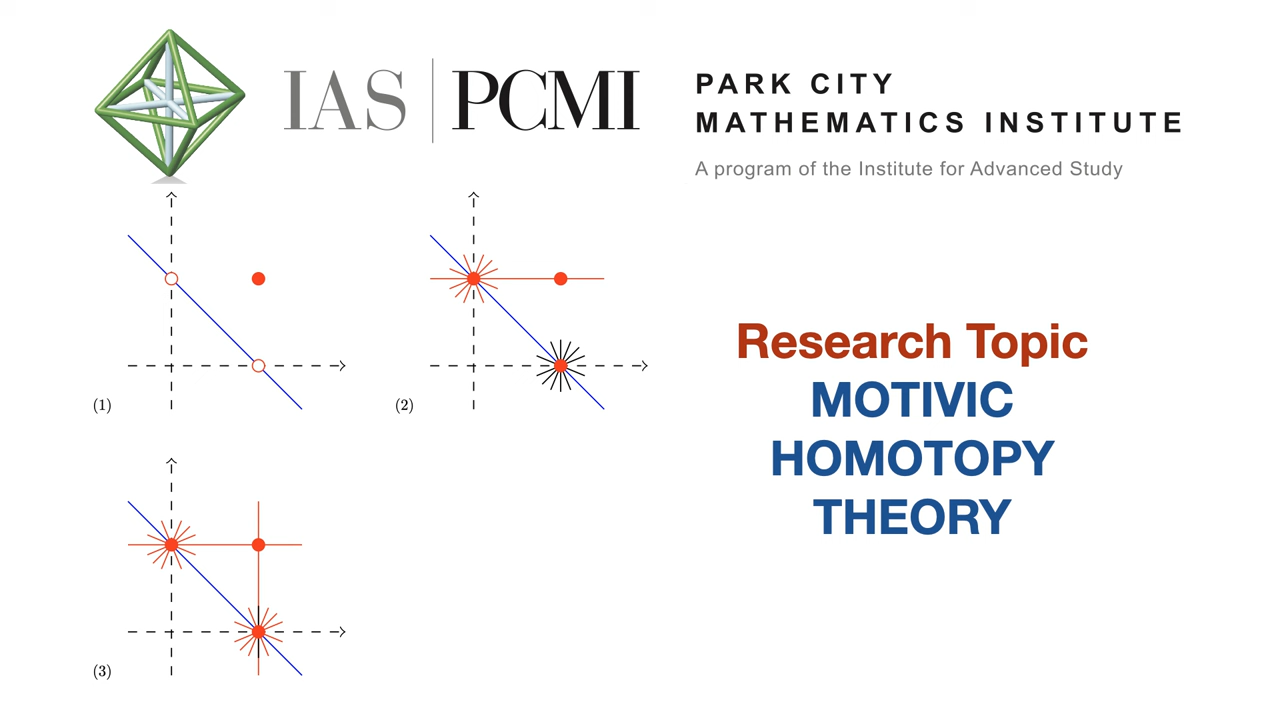 IAS | PCMI
PARK CITY
MATHEMATICS INSTITUTE
A program of the Institute for Advanced Study
(1)
(2)
(3)
Research Topic
MOTIVIC
HOMOTOPY
THEORY